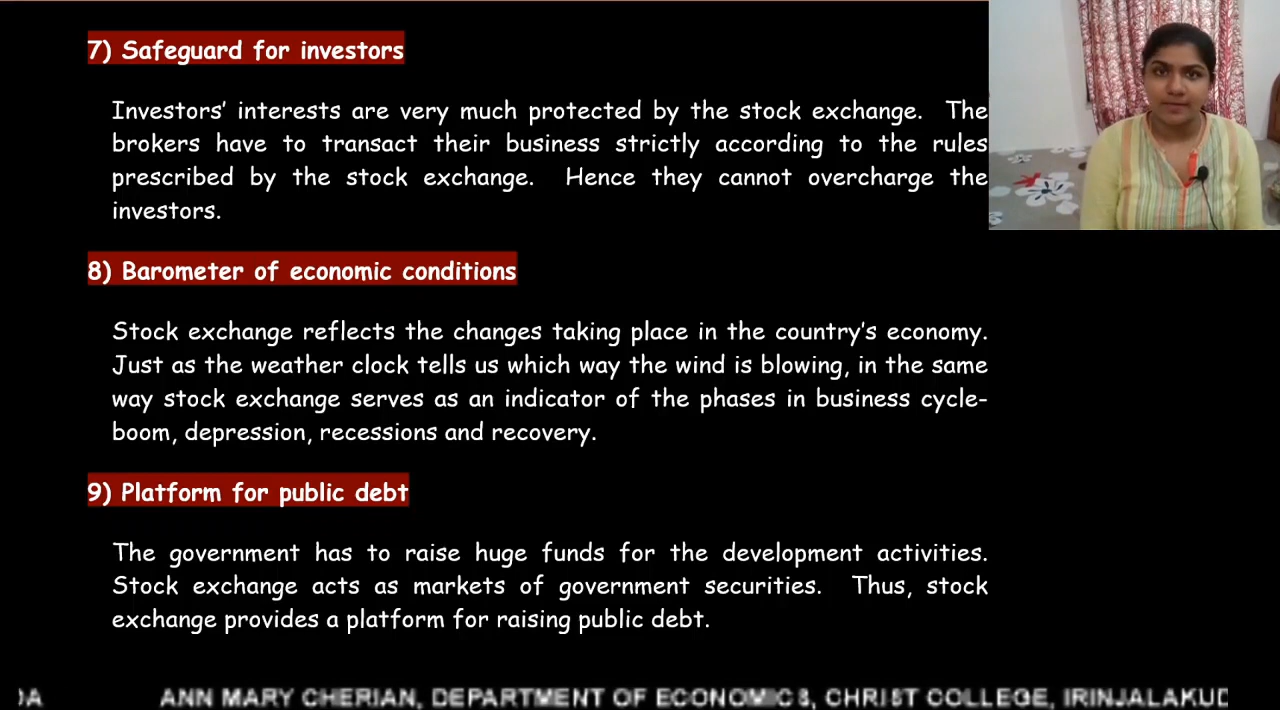 7) Safeguard for investors
Investors' interests are very much protected by the stock exchange. The
brokers have to transact their business strictly according to the rules
prescribed by the stock exchange. Hence they cannot overcharge the
investors.
8) Barometer of economic conditions
Stock exchange reflects the changes taking place in the country's economy.
Just as the weather clock tells us which way the wind is blowing, in the same
way stock exchange serves as an indicator of the phases in business cycle-
boom, depression, recessions and recovery.
9) Platform for public debt
The government has to raise huge funds for the development activities.
Stock exchange acts as markets of government securities. Thus, stock
exchange provides a platform for raising public debt.
ANN MARY CHERIAN, DEPARTMENT OF ECONOMICS, CHRIST COLLEGE,